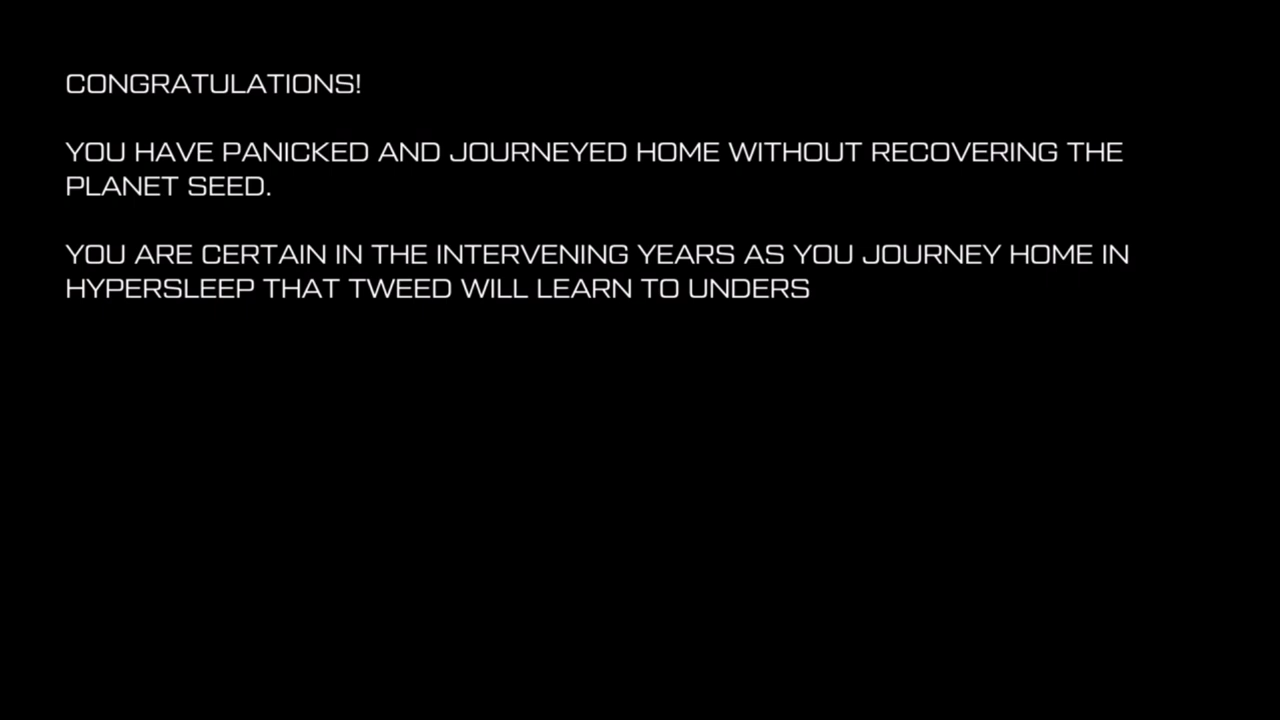 CONGRATULATIONS!
YOU HAVE PANICKED AND JOURNEYED HOME WITHOUT RECOVERING THE
PLANET SEED.
YOU ARE CERTAIN IN THE INTERVENING YEARS AS YOU JOURNEY HOME IN
HYPERSLEEP THAT TWEED WILL LEARN TO UNDERS